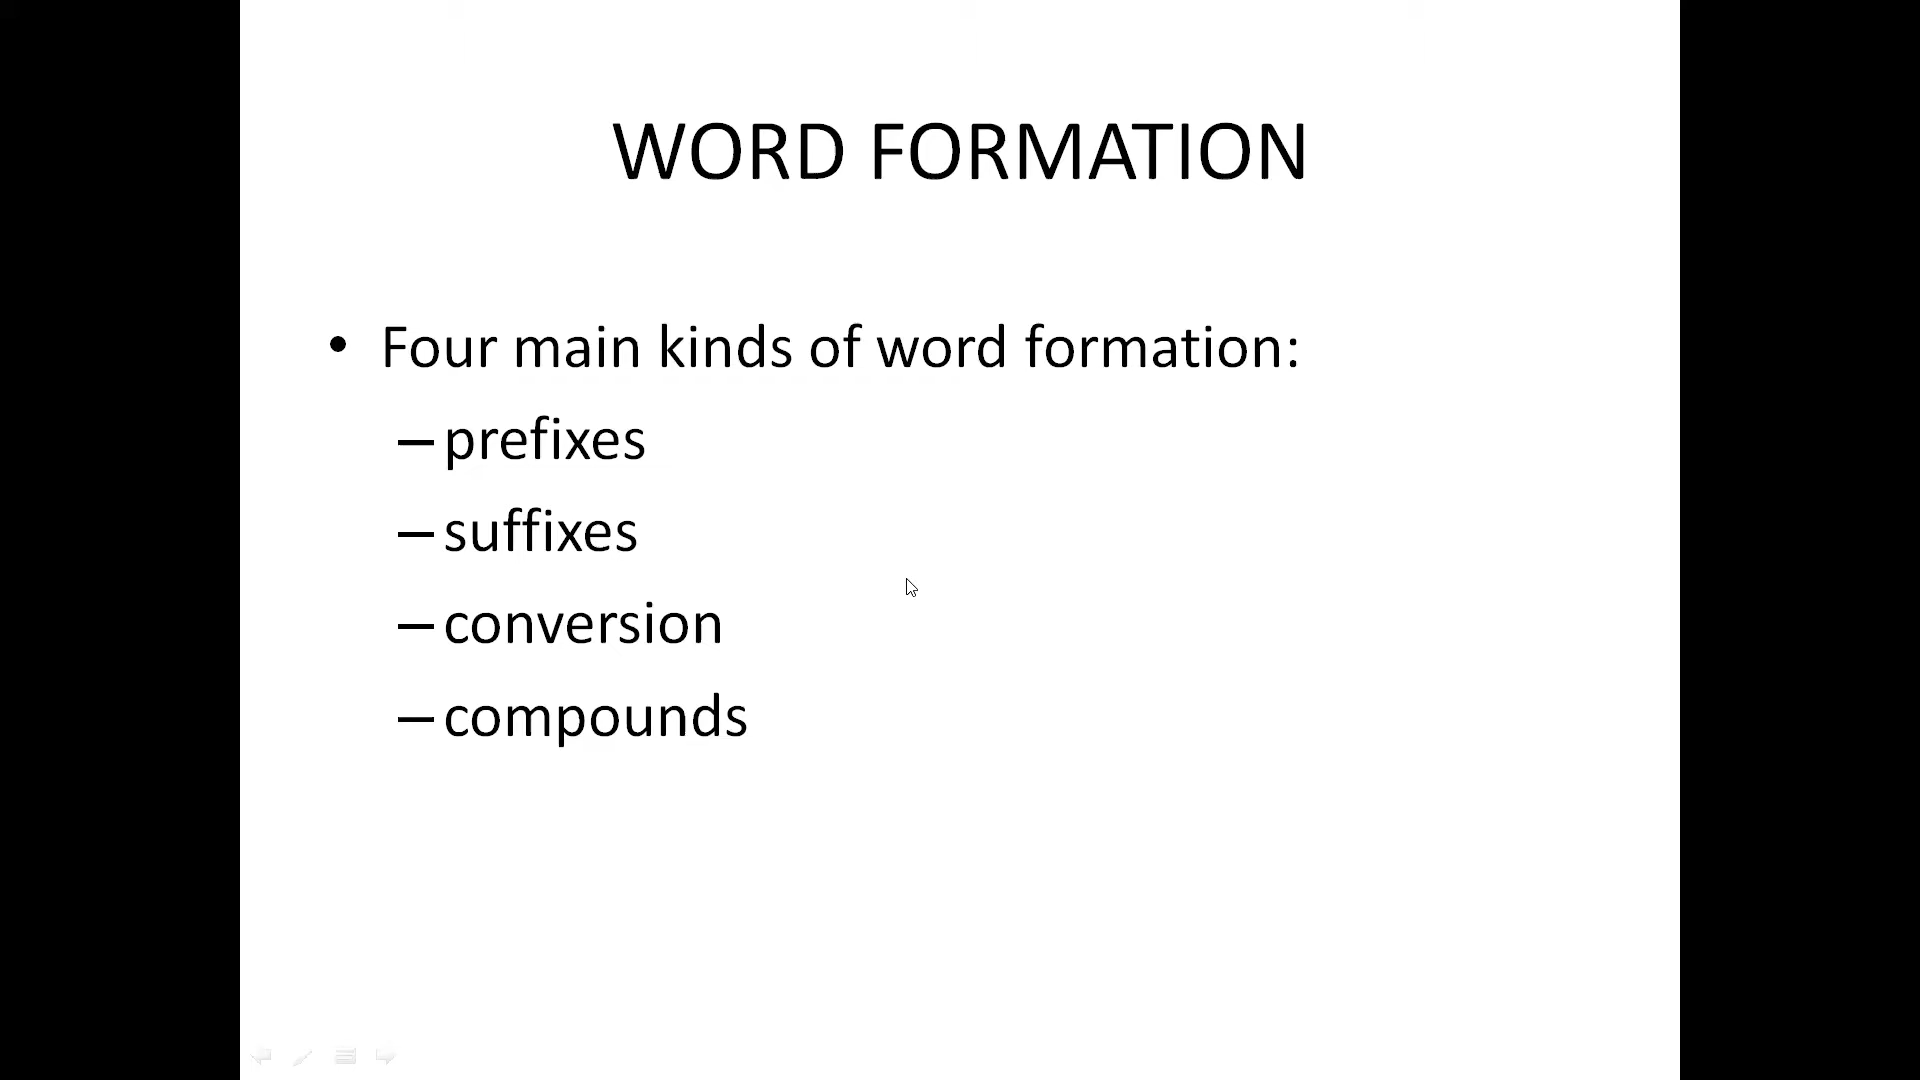 WORD FORMATION
• Four main kinds of word formation:
– prefixes
– suffixes
– conversion
– compounds